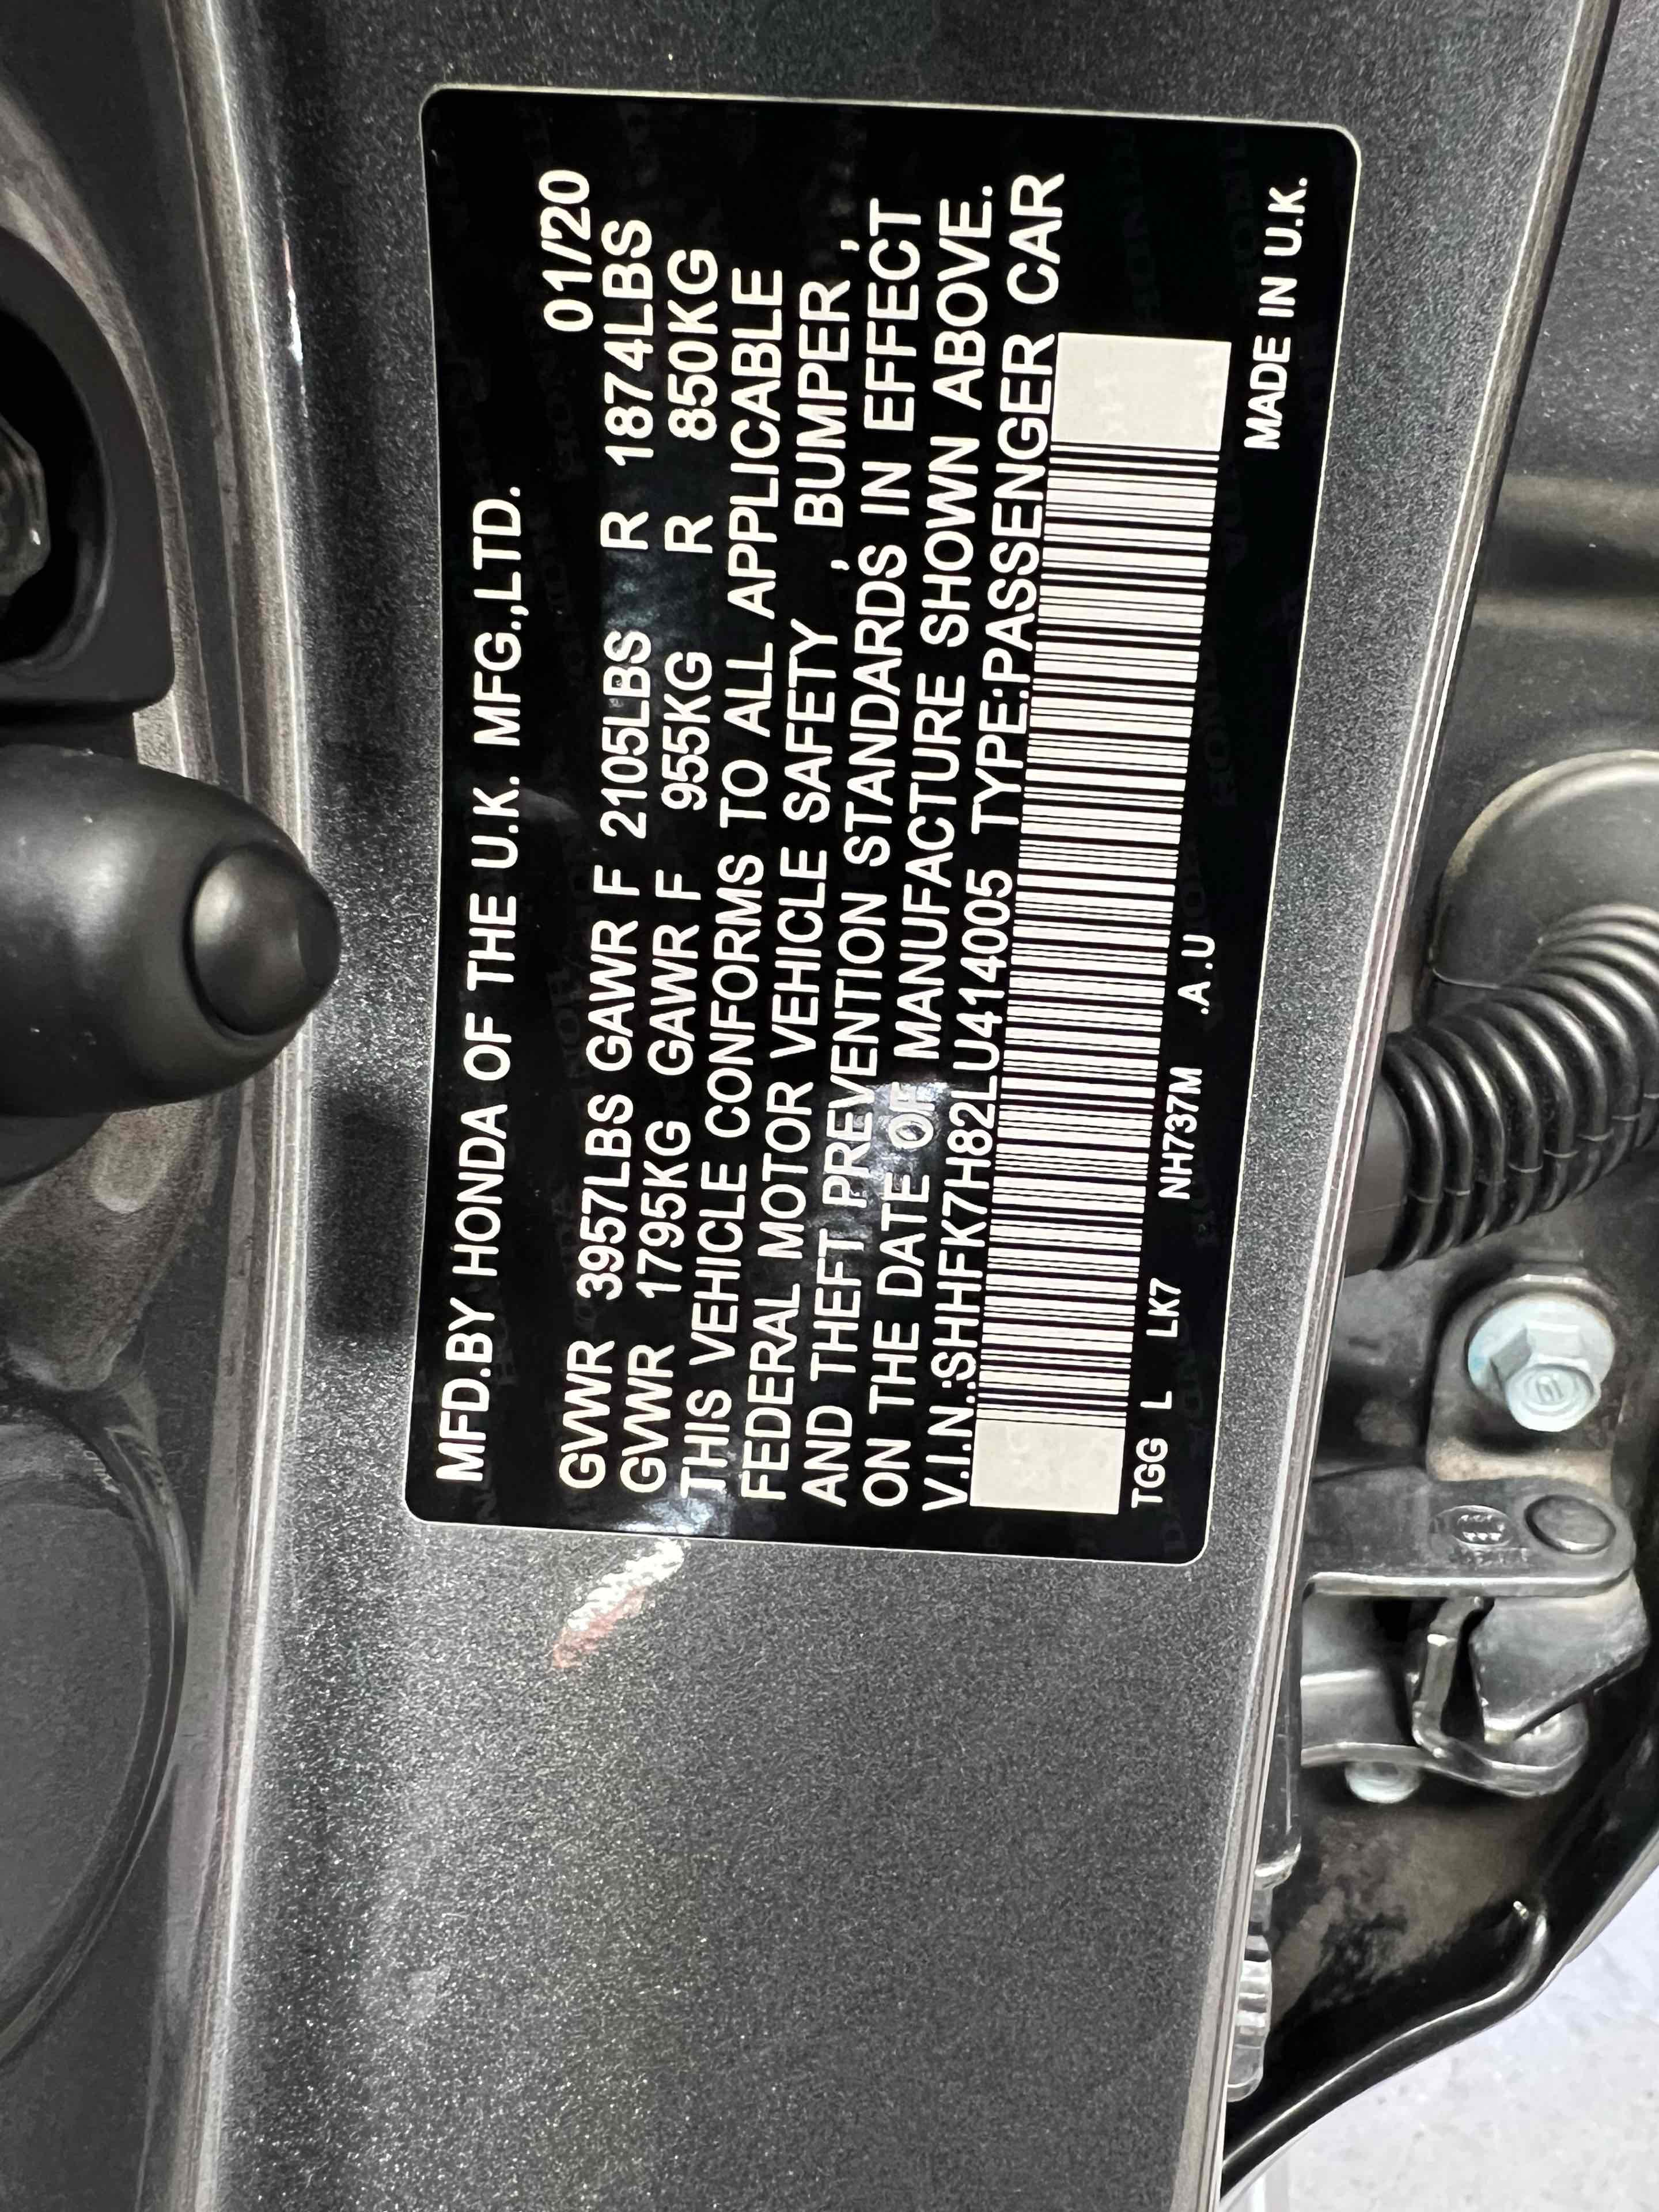 MFD.BY HONDA OF THE U.K. MFG.,LTD.
01/20
GVWR 3957LBS GAWR F 2105LBS R 1874LBS
GVWR 1795KG GAWR F 955KG R 850KG
THIS VEHICLE CONFORMS TO ALL APPLICABLE
FEDERAL MOTOR VEHICLE SAFETY , BUMPER ,
AND THEFT PREVENTION STANDARDS IN EFFECT
ON THE DATE OF MANUFACTURE SHOWN ABOVE.
V.I.N.:SHHFK7H82LU414005 TYPE:PASSENGER CAR
TGG L LK7 NH737M .A.U
MADE IN U.K.